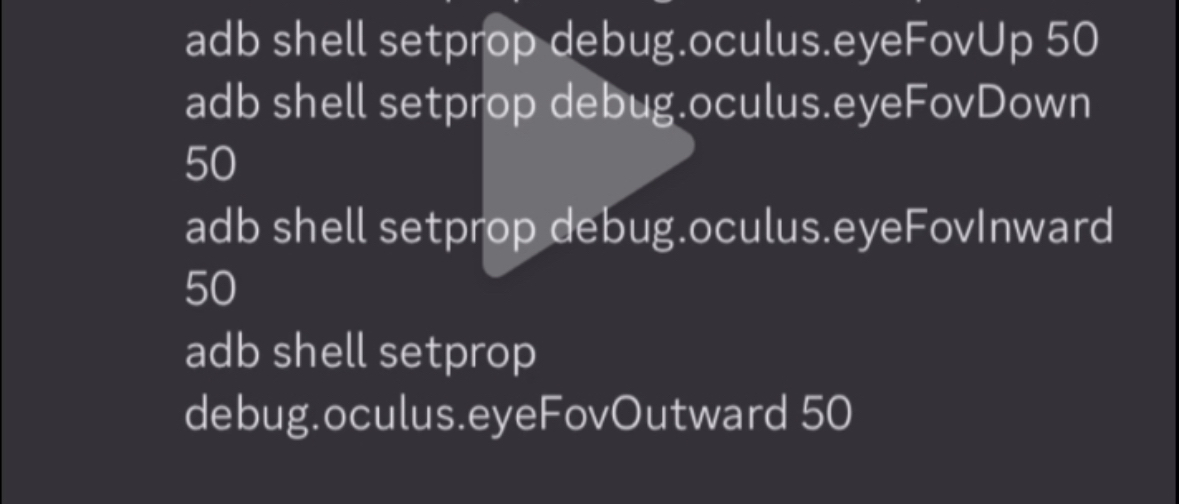 adb shell setprop debug.oculus.eyeFovUp 50
adb shell setprop debug.oculus.eyeFovDown
50
adb shell setprop debug.oculus.eyeFovInward
50
adb shell setprop
debug.oculus.eyeFovOutward 50